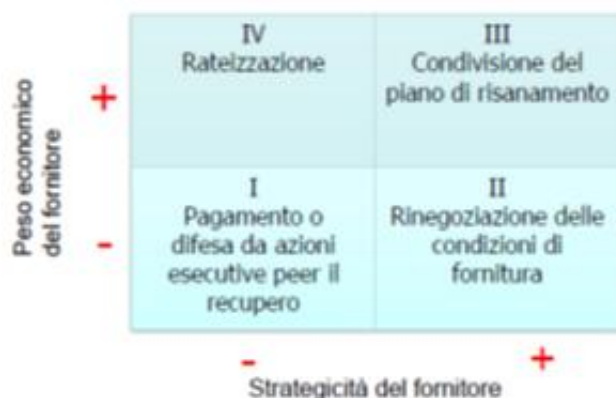 IV
Rateizzazione
III
Condivisione del
piano di risanamento
I
Pagamento o
difesa da azioni
esecutive peer il
recupero
II
Rinegoziazione delle
condizioni di
fornitura
Peso economico
del fornitore
+
-
-
+
Strategicità del fornitore